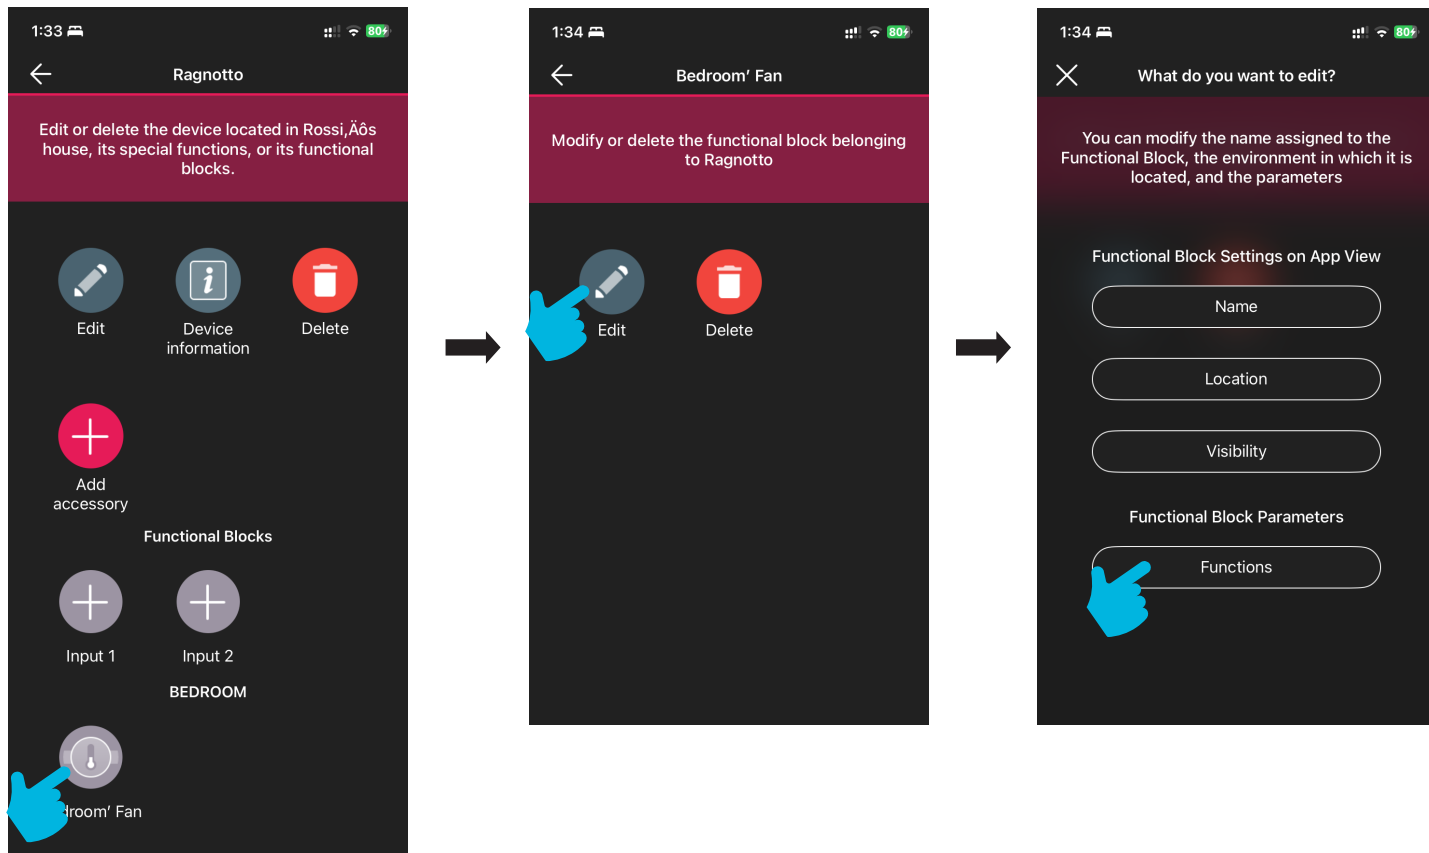 1:33
80
Ragnotto
Edit or delete the device located in Rossi‚Äôs
house, its special functions, or its functional
blocks.
Edit
Device
information
Delete
Add
accessory
Functional Blocks
Input 1
Input 2
BEDROOM
droom’ Fan
1:34
80
Bedroom’ Fan
Modify or delete the functional block belonging
to Ragnotto
Edit
Delete
1:34
80
What do you want to edit?
You can modify the name assigned to the
Functional Block, the environment in which it is
located, and the parameters
Functional Block Settings on App View
Name
Location
Visibility
Functional Block Parameters
Functions